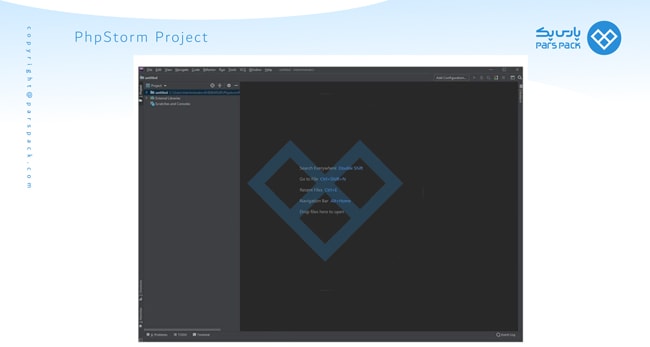 PhpStorm Project
پارس پک
PARS PACK
copyright@parspack.com
File Edit View Navigate Code Refactor Run Tools VCS Window Help untitled
untitled
Add Configuration...
Project
untitled
External Libraries
Scratches and Consoles
Search Everywhere Double Shift
Go to File Ctrl+Shift+N
Recent Files Ctrl+E
Navigation Bar Alt+Home
Drop files here to open
Problems TODO Terminal Event Log